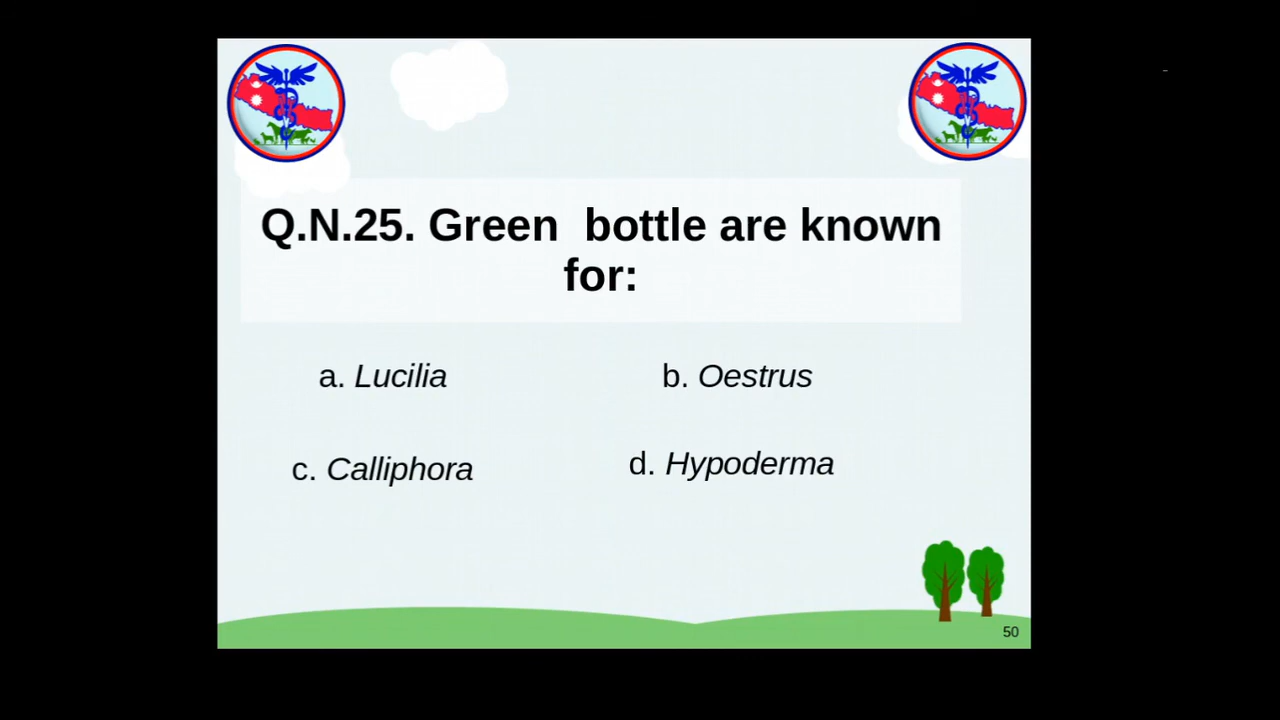 Q.N.25. Green  bottle are known
for:
a. Lucilia
b. Oestrus
c. Calliphora
d. Hypoderma
50